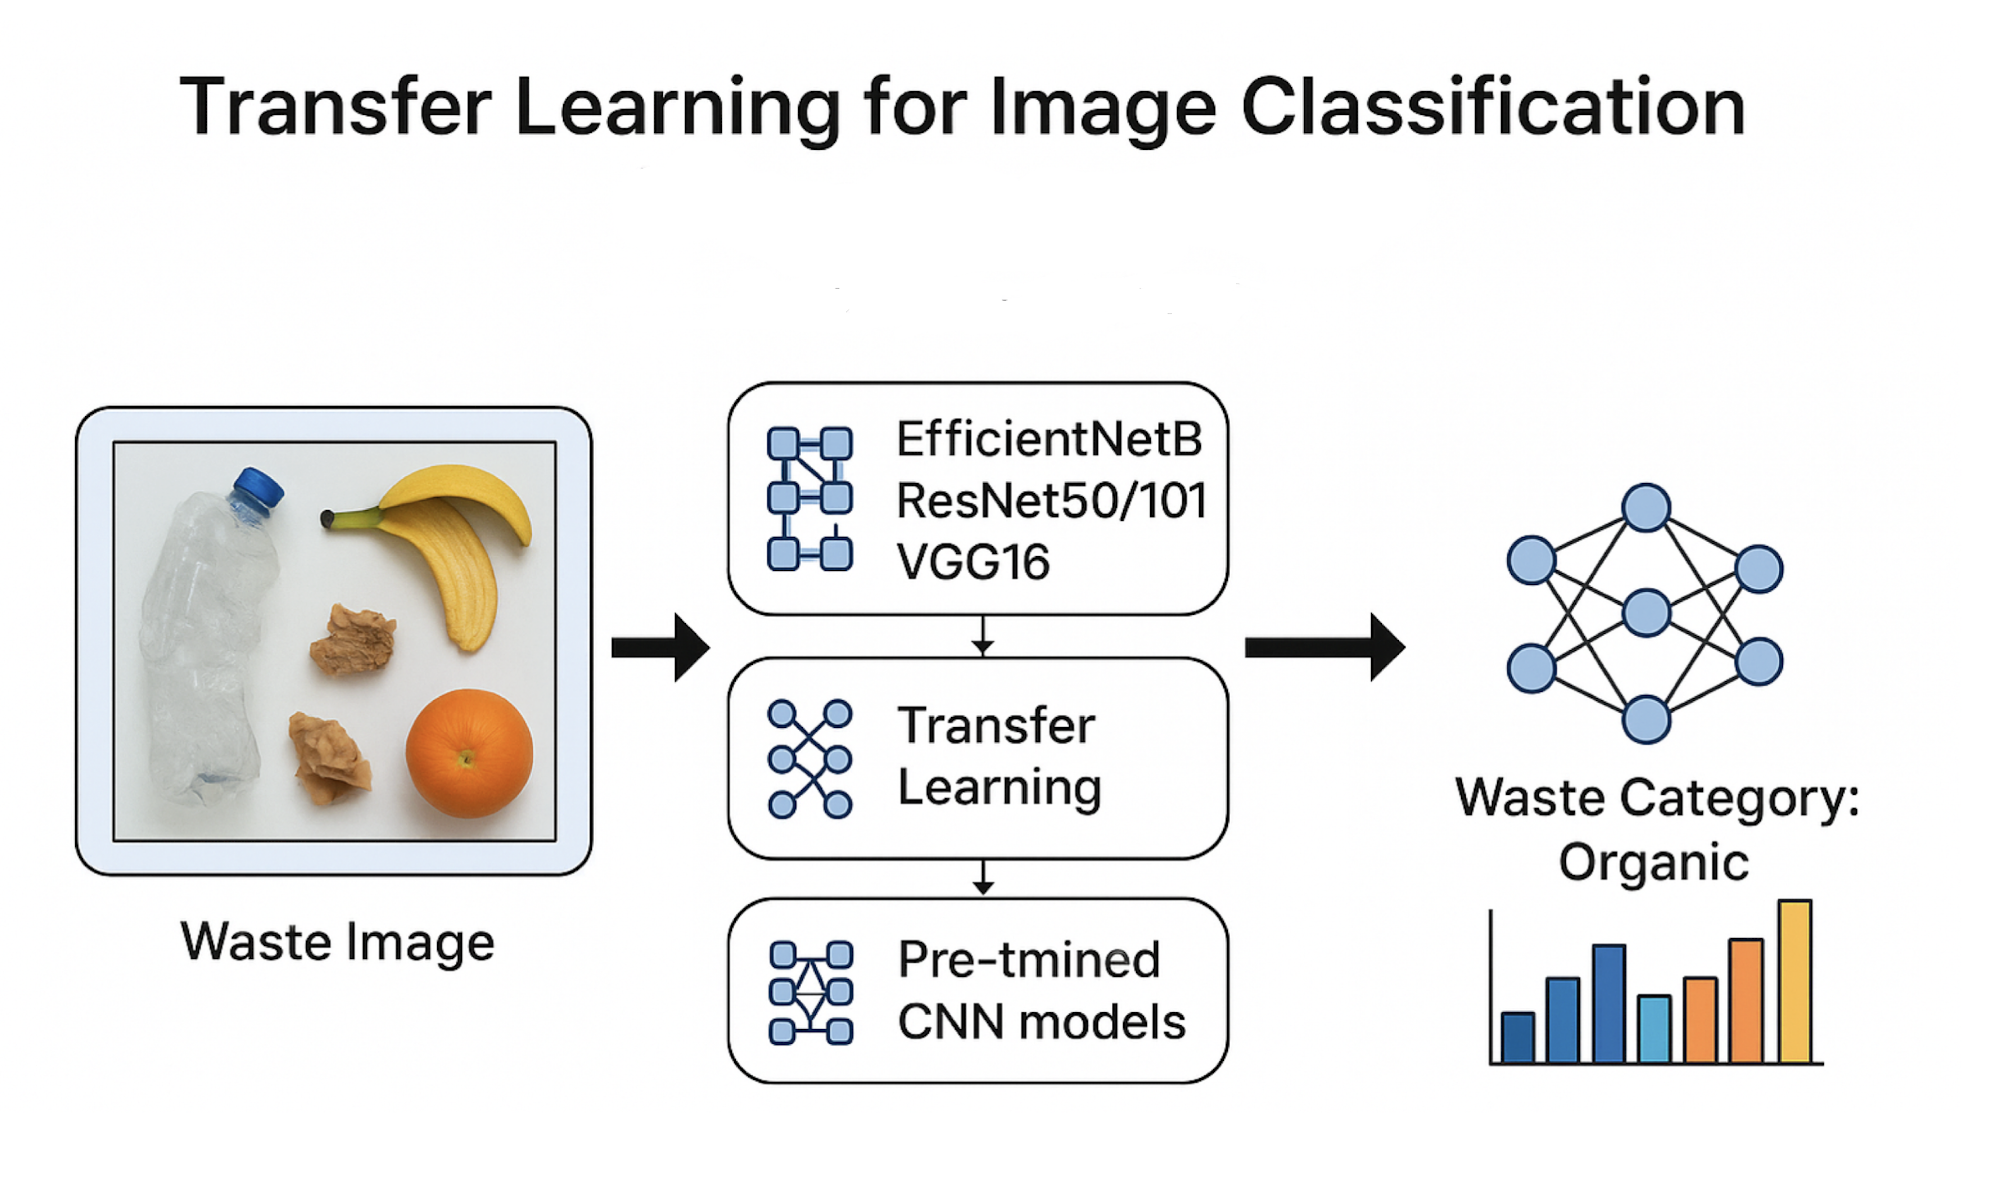 Transfer Learning for Image Classification
Waste Image
EfficientNetB
ResNet50/101
VGG16
Transfer
Learning
Pre-tmined
CNN models
Waste Category:
Organic